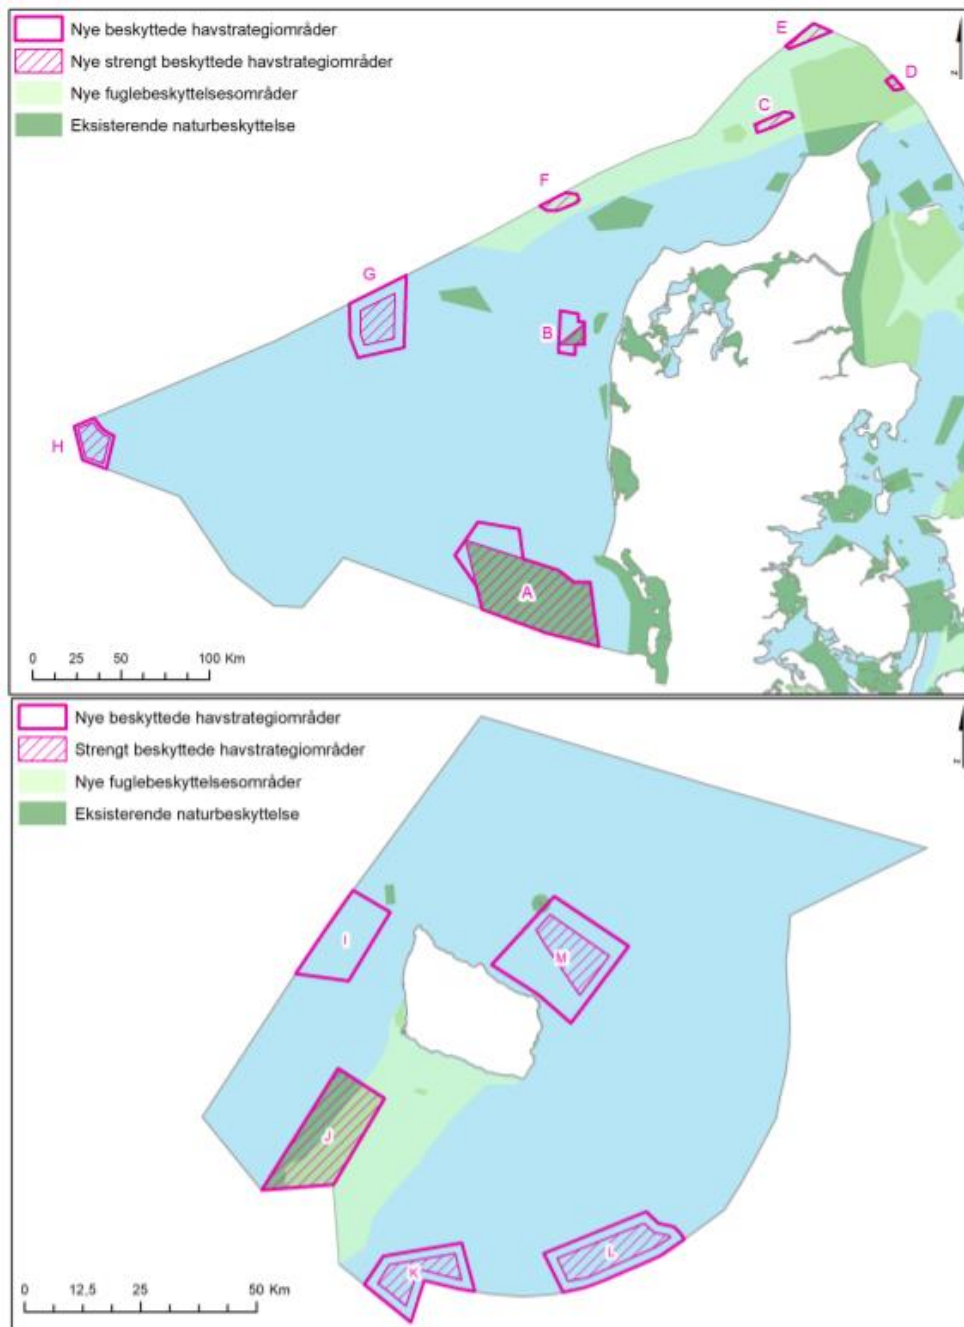 Nye beskyttede havstrategiområder
Nye strengt beskyttede havstrategiområder
Nye fuglebeskyttelsesområder
Eksisterende naturbeskyttelse
E
D
C
F
G
B
H
A
0 25 50 100 Km
Nye beskyttede havstrategiområder
Strengt beskyttede havstrategiområder
Nye fuglebeskyttelsesområder
Eksisterende naturbeskyttelse
I
M
J
L
K
0 12,5 25 50 Km